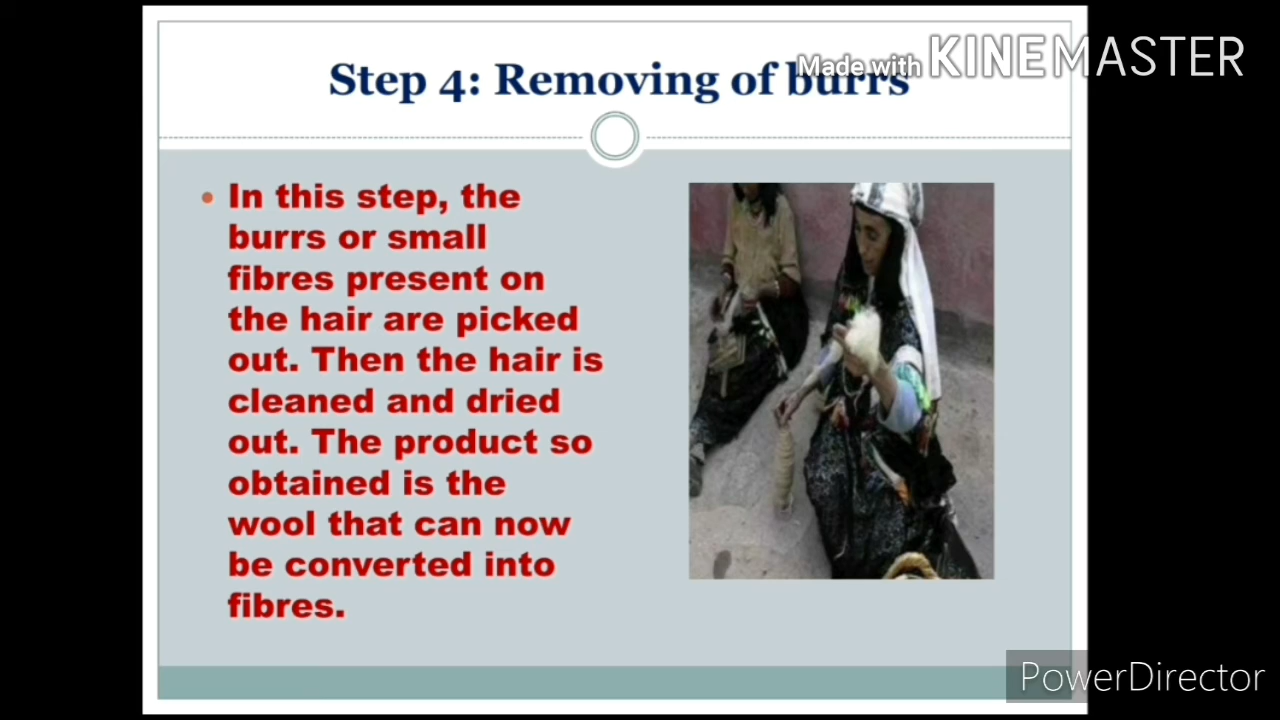 Made with KINEMASTER
Step 4: Removing of burrs
• In this step, the
burrs or small
fibres present on
the hair are picked
out. Then the hair is
cleaned and dried
out. The product so
obtained is the
wool that can now
be converted into
fibres.
PowerDirector